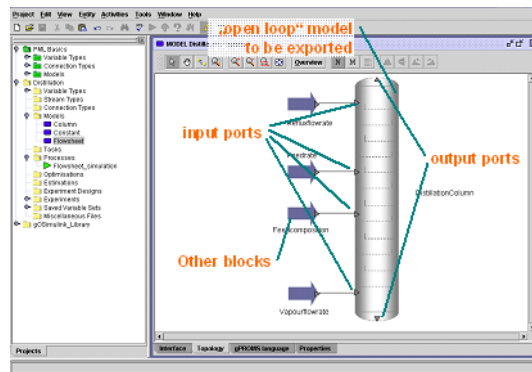 Project Edit View Entity Activities Tools Window Help
„open loop“ model
to be exported
PML Basics
Variable Types
Connection Types
Models
Distillation
Variable Types
Stream Types
Connection Types
Models
Column
Constant
Flowsheet
Tasks
Processes
Flowsheet_simulation
Optimisations
Estimations
Experiment Designs
Experiments
Saved Variable Sets
Miscellaneous Files
gOSimulink_Library
Projects
MODEL Distille
Overview
Refluxflowrate
input ports
Feedrate
output ports
DistillationColumn
Feedcomposition
Other blocks
Vapourflowrate
Interface Topology gPROMS language Properties